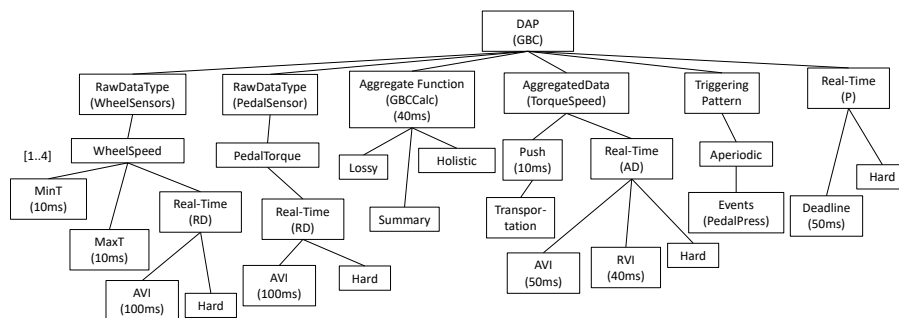 DAP
(GBC)
RawDataType
(WheelSensors)
RawDataType
(PedalSensor)
Aggregate Function
(GBCCalc)
(40ms)
AggregatedData
(TorqueSpeed)
Triggering
Pattern
Real-Time
(P)
[1..4]
WheelSpeed
PedalTorque
Lossy
Holistic
Push
(10ms)
Real-Time
(AD)
Aperiodic
Hard
MinT
(10ms)
Real-Time
(RD)
Real-Time
(RD)
Summary
Transpor-
tation
Events
(PedalPress)
Deadline
(50ms)
MaxT
(10ms)
AVI
(100ms)
Hard
AVI
(100ms)
Hard
AVI
(50ms)
RVI
(40ms)
Hard